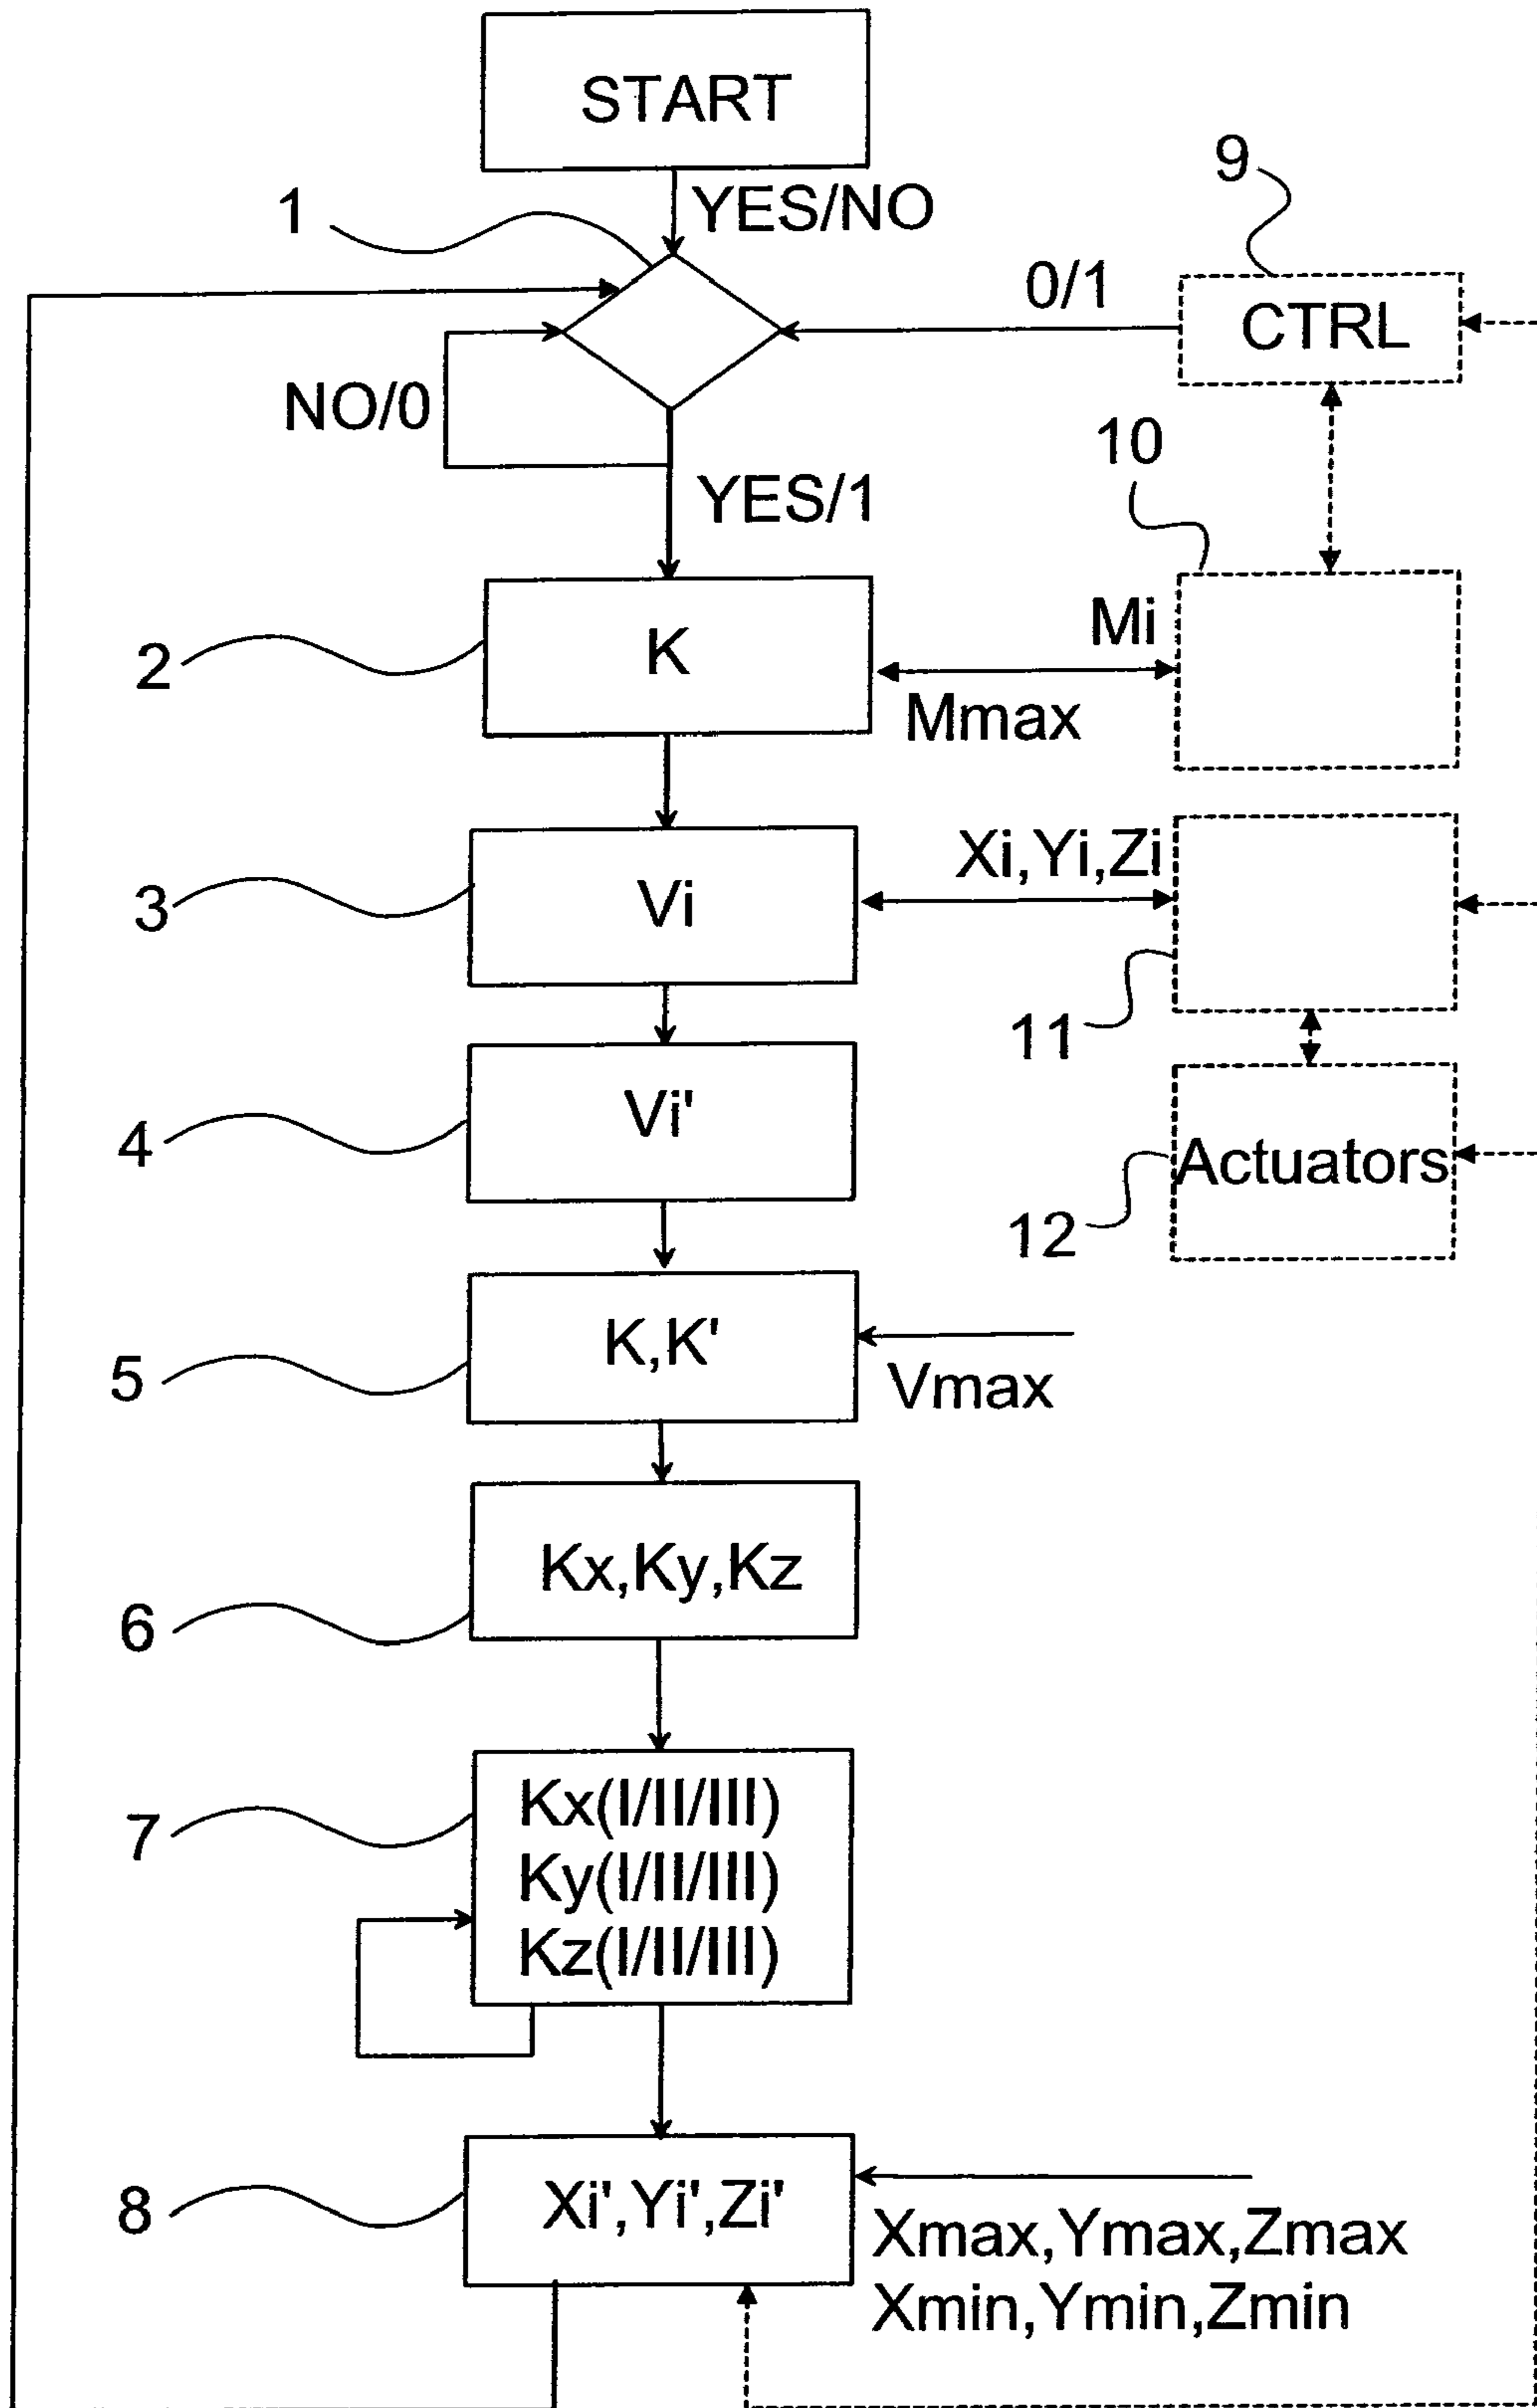 START
YES/NO
1
9
0/1
CTRL
NO/0
10
YES/1
Mi
2
K
Mmax
Xi,Yi,Zi
3
Vi
11
Vi'
4
Actuators
12
K,K'
5
Vmax
Kx,Ky,Kz
6
Kx(I/II/III)
7
Ky(I/II/III)
Kz(I/II/III)
8
Xi',Yi',Zi'
Xmax,Ymax,Zmax
Xmin,Ymin,Zmin